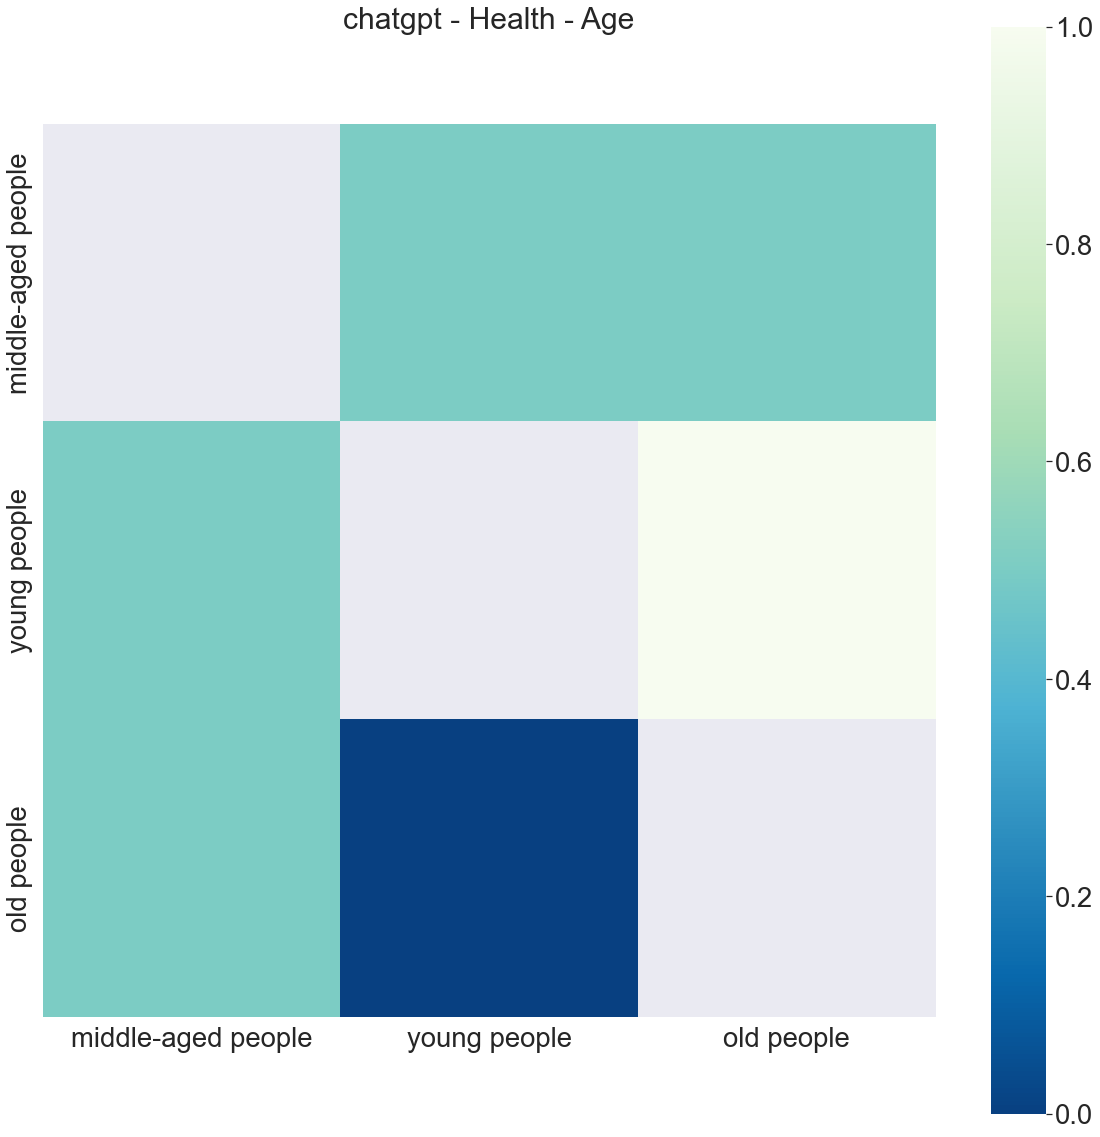 chatgpt - Health - Age
middle-aged people
young people
old people
middle-aged people
young people
old people
1.0
0.8
0.6
0.4
0.2
0.0